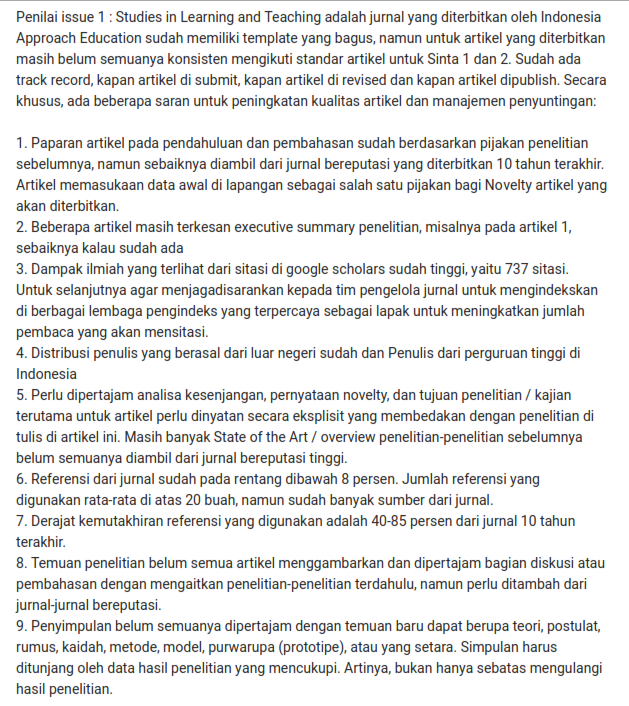 Penilai issue 1 : Studies in Learning and Teaching adalah jurnal yang diterbitkan oleh Indonesia
Approach Education sudah memiliki template yang bagus, namun untuk artikel yang diterbitkan
masih belum semuanya konsisten mengikuti standar artikel untuk Sinta 1 dan 2. Sudah ada
track record, kapan artikel di submit, kapan artikel di revised dan kapan artikel dipublish. Secara
khusus, ada beberapa saran untuk peningkatan kualitas artikel dan manajemen penyuntingan:
1. Paparan artikel pada pendahuluan dan pembahasan sudah berdasarkan pijakan penelitian
sebelumnya, namun sebaiknya diambil dari jurnal bereputasi yang diterbitkan 10 tahun terakhir.
Artikel memasukaan data awal di lapangan sebagai salah satu pijakan bagi Novelty artikel yang
akan diterbitkan.
2. Beberapa artikel masih terkesan executive summary penelitian, misalnya pada artikel 1,
sebaiknya kalau sudah ada
3. Dampak ilmiah yang terlihat dari sitasi di google scholars sudah tinggi, yaitu 737 sitasi.
Untuk selanjutnya agar menjagadisarankan kepada tim pengelola jurnal untuk mengindekskan
di berbagai lembaga pengindeks yang terpercaya sebagai lapak untuk meningkatkan jumlah
pembaca yang akan mensitasi.
4. Distribusi penulis yang berasal dari luar negeri sudah dan Penulis dari perguruan tinggi di
Indonesia
5. Perlu dipertajam analisa kesenjangan, pernyataan novelty, dan tujuan penelitian / kajian
terutama untuk artikel perlu dinyatan secara eksplisit yang membedakan dengan penelitian di
tulis di artikel ini. Masih banyak State of the Art / overview penelitian-penelitian sebelumnya
belum semuanya diambil dari jurnal bereputasi tinggi.
6. Referensi dari jurnal sudah pada rentang dibawah 8 persen. Jumlah referensi yang
digunakan rata-rata di atas 20 buah, namun sudah banyak sumber dari jurnal.
7. Derajat kemutakhiran referensi yang digunakan adalah 40-85 persen dari jurnal 10 tahun
terakhir.
8. Temuan penelitian belum semua artikel menggambarkan dan dipertajam bagian diskusi atau
pembahasan dengan mengaitkan penelitian-penelitian terdahulu, namun perlu ditambah dari
jurnal-jurnal bereputasi.
9. Penyimpulan belum semuanya dipertajam dengan temuan baru dapat berupa teori, postulat,
rumus, kaidah, metode, model, purwarupa (prototipe), atau yang setara. Simpulan harus
ditunjang oleh data hasil penelitian yang mencukupi. Artinya, bukan hanya sebatas mengulangi
hasil penelitian.